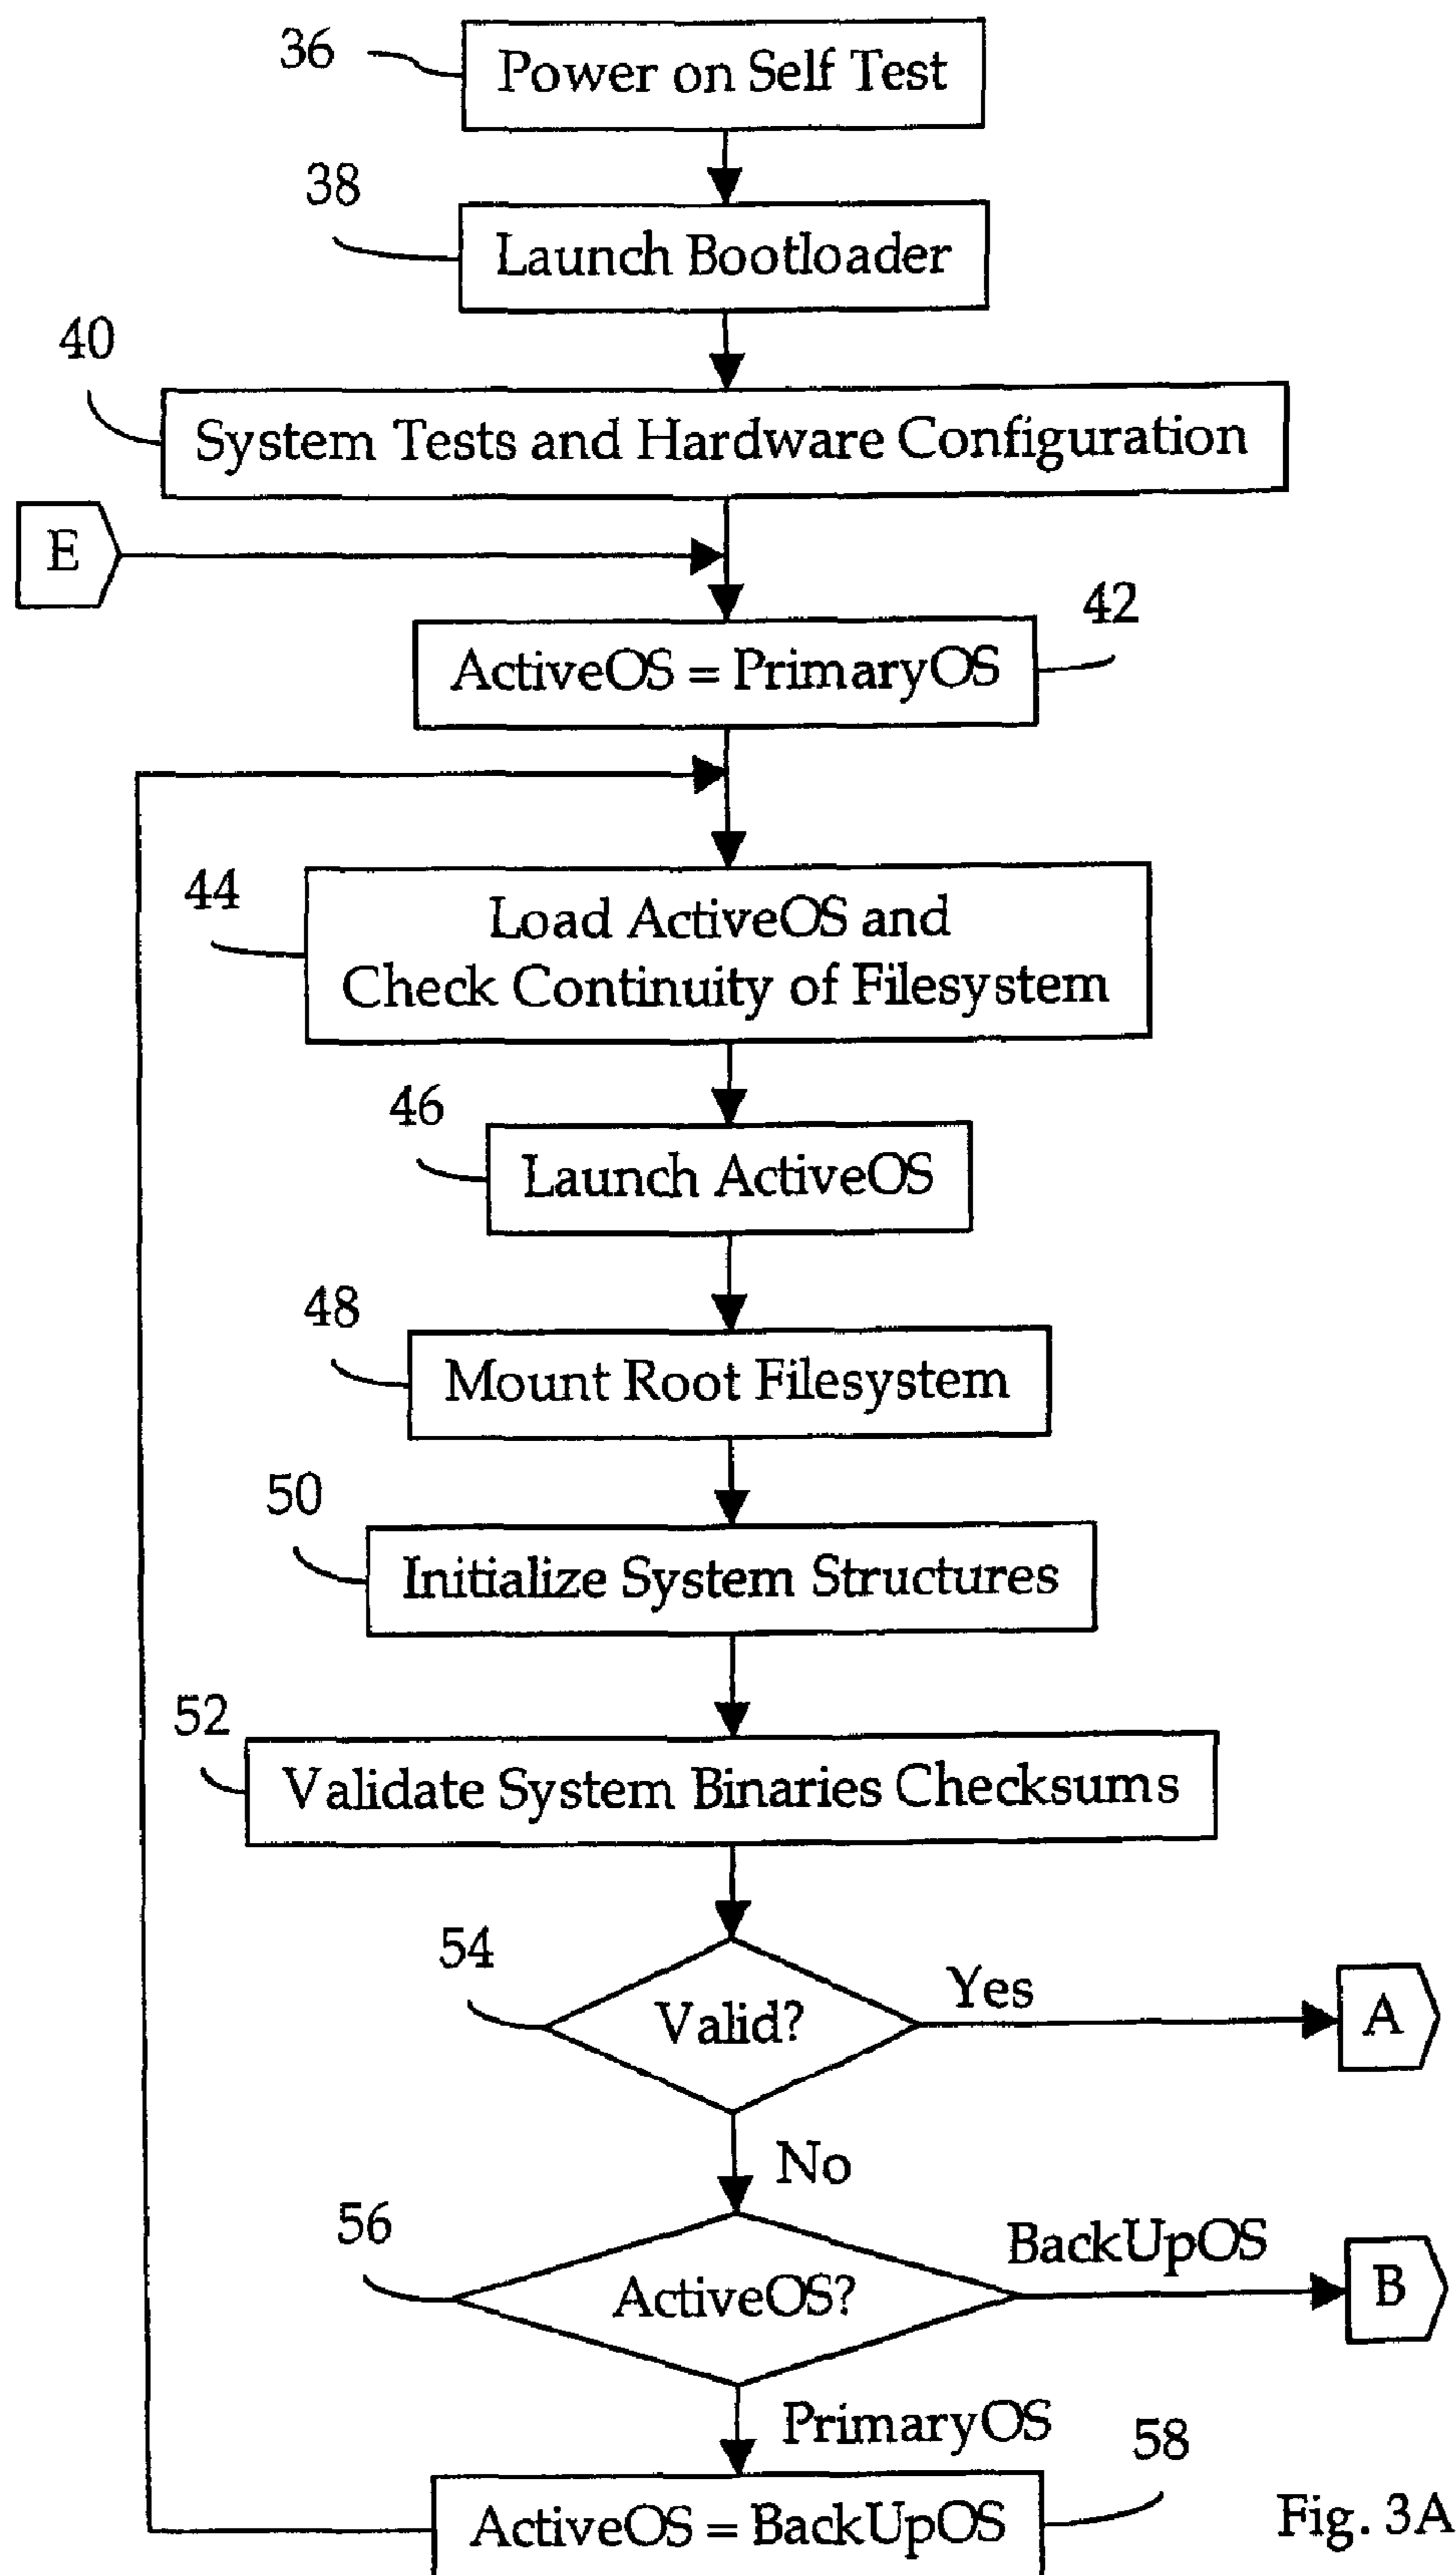 36
Power on Self Test
38
Launch Bootloader
40
System Tests and Hardware Configuration
E
42
ActiveOS = PrimaryOS
44
Load ActiveOS and
Check Continuity of Filesystem
46
Launch ActiveOS
48
Mount Root Filesystem
50
Initialize System Structures
52
Validate System Binaries Checksums
54
Valid?
Yes
A
No
56
ActiveOS?
BackUpOS
B
PrimaryOS
58
ActiveOS = BackUpOS
Fig. 3A